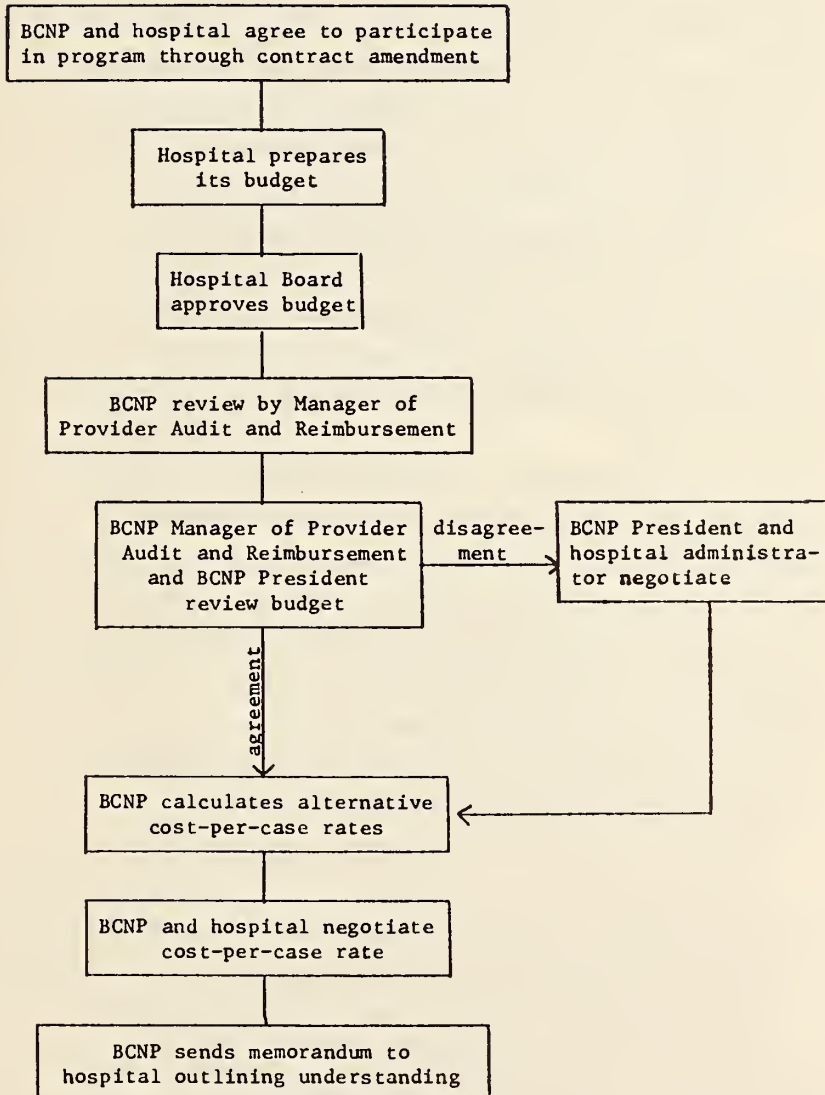 BCNP and hospital agree to participate
in program through contract amendment
Hospital prepares
its budget
Hospital Board
approves budget
BCNP review by Manager of
Provider Audit and Reimbursement
BCNP Manager of Provider
Audit and Reimbursement
and BCNP President
review budget
disagree-
ment
BCNP President and
hospital administra-
tor negotiate
agreement
BCNP calculates alternative
cost-per-case rates
BCNP and hospital negotiate
cost-per-case rate
BCNP sends memorandum to
hospital outlining understanding